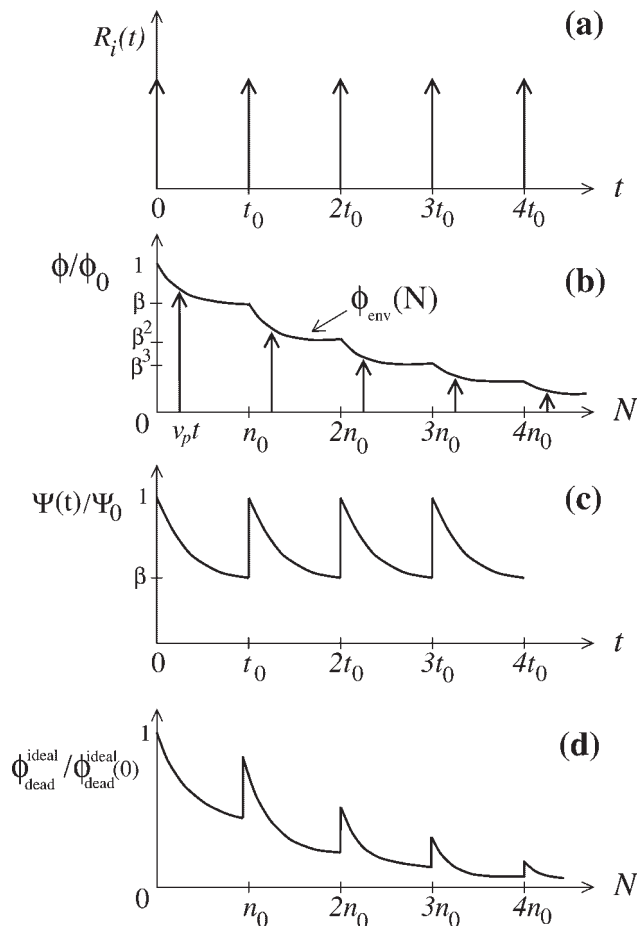 (a)
R_i(t)
0 t_0 2t_0 3t_0 4t_0 t
(b)
ϕ/ϕ_0
1
β
β^2
β^3
ϕ_env(N)
0 v_pt n_0 2n_0 3n_0 4n_0 N
(c)
Ψ(t)/Ψ_0
1
β
0 t_0 2t_0 3t_0 4t_0 t
(d)
1
ϕ_dead^ideal/ϕ_dead^ideal(0)
0 n_0 2n_0 3n_0 4n_0 N